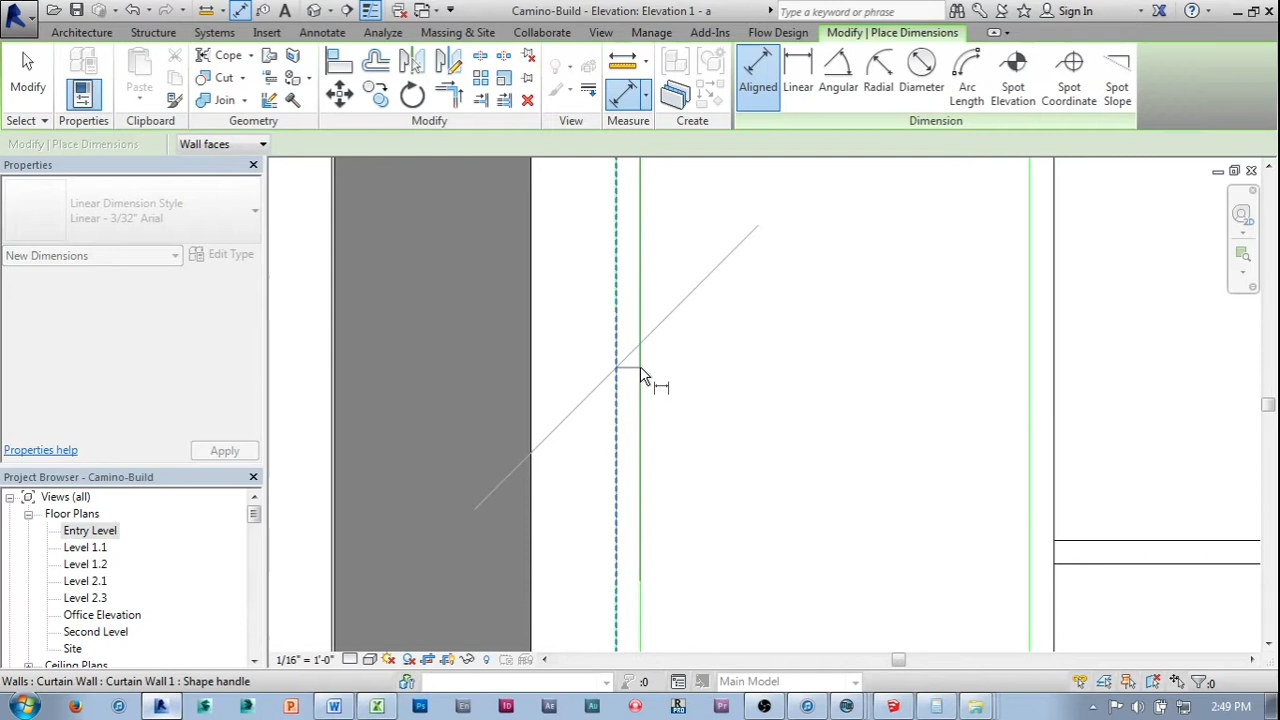 Camino-Build - Elevation: Elevation 1 - a
Type a keyword or phrase
Sign In
Architecture Structure Systems Insert Annotate Analyze Massing & Site Collaborate View Manage Add-Ins Flow Design Modify | Place Dimensions
Modify
Paste
Cope
Cut
Join
Aligned
Linear
Angular
Radial
Diameter
Arc Length
Spot Elevation
Spot Coordinate
Spot Slope
Select Properties Clipboard Geometry Modify View Measure Create Dimension
Modify | Place Dimensions Wall faces
Properties
Linear Dimension Style
Linear - 3/32" Arial
New Dimensions Edit Type
Properties help Apply
Project Browser - Camino-Build
Views (all)
Floor Plans
Entry Level
Level 1.1
Level 1.2
Level 2.1
Level 2.3
Office Elevation
Second Level
Site
Ceiling Plans
1/16" = 1'-0"
Walls : Curtain Wall : Curtain Wall 1 : Shape handle
:0
Main Model
:0
2:49 PM